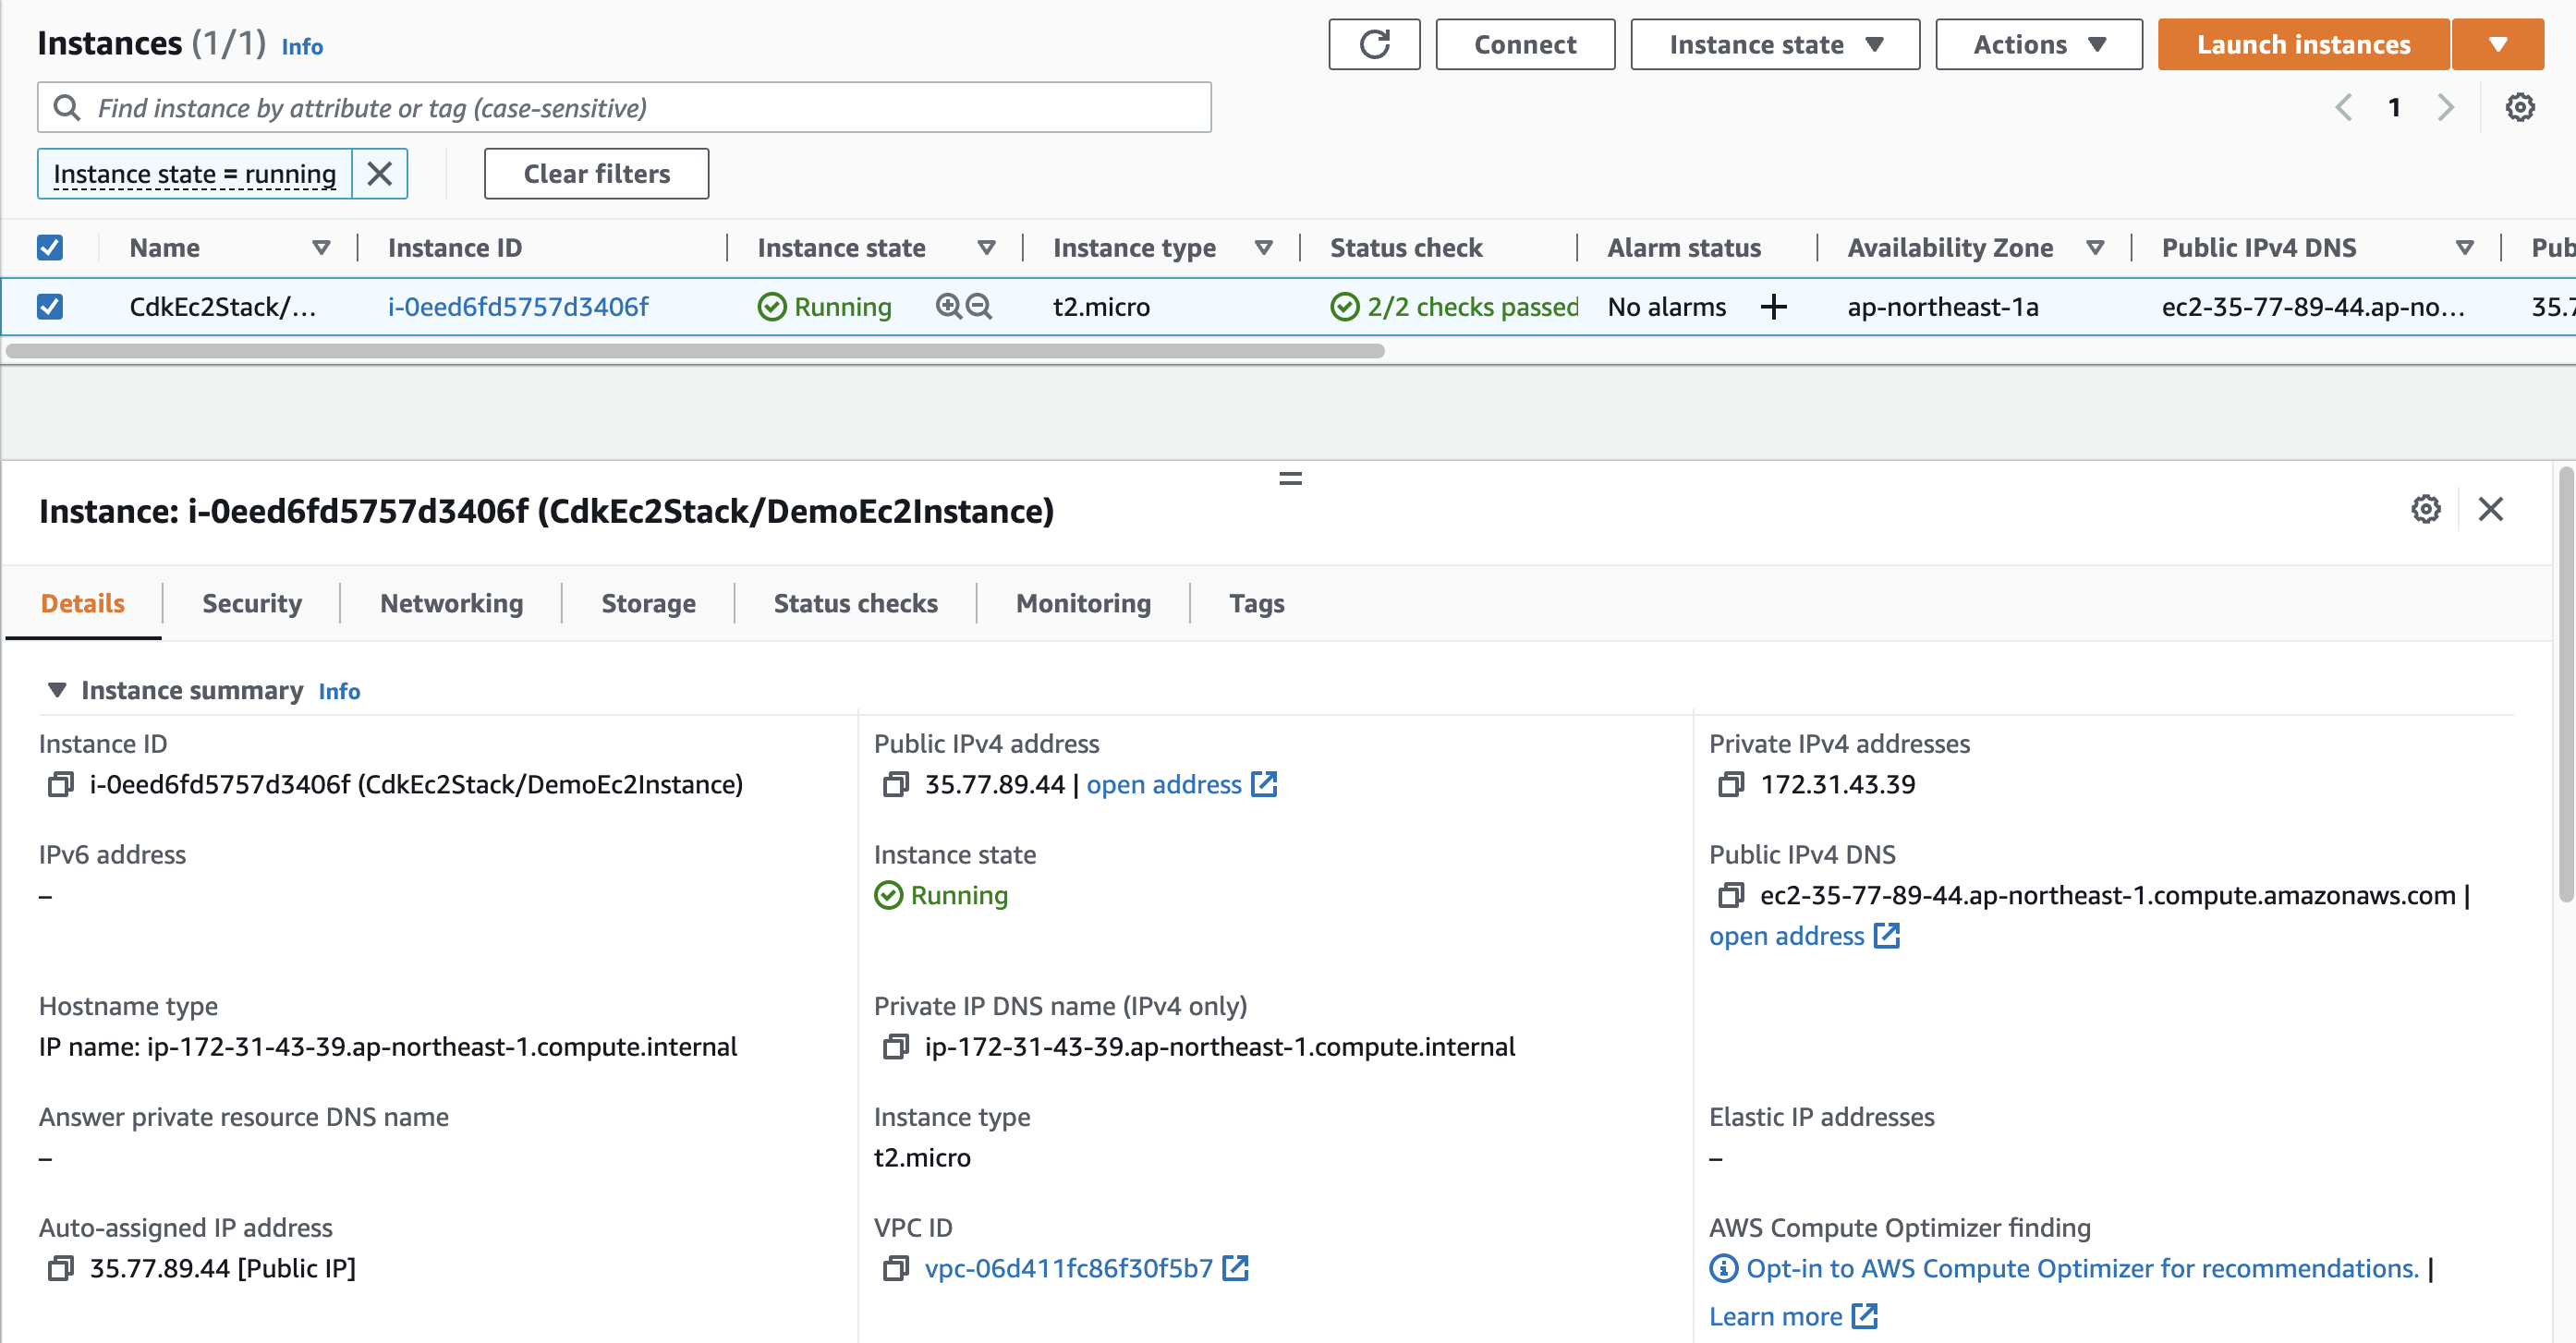 Instances (1/1) Info
Connect
Instance state
Actions
Launch instances
Find instance by attribute or tag (case-sensitive)
1
Instance state = running
Clear filters
Name Instance ID Instance state Instance type Status check Alarm status Availability Zone Public IPv4 DNS Pub
CdkEc2Stack/... i-0eed6fd5757d3406f Running t2.micro 2/2 checks passed No alarms ap-northeast-1a ec2-35-77-89-44.ap-no... 35.7
Instance: i-0eed6fd5757d3406f (CdkEc2Stack/DemoEc2Instance)
Details Security Networking Storage Status checks Monitoring Tags
Instance summary Info
Instance ID
i-0eed6fd5757d3406f (CdkEc2Stack/DemoEc2Instance)
Public IPv4 address
35.77.89.44 | open address
Private IPv4 addresses
172.31.43.39
IPv6 address
–
Instance state
Running
Public IPv4 DNS
ec2-35-77-89-44.ap-northeast-1.compute.amazonaws.com |
open address
Hostname type
IP name: ip-172-31-43-39.ap-northeast-1.compute.internal
Private IP DNS name (IPv4 only)
ip-172-31-43-39.ap-northeast-1.compute.internal
Answer private resource DNS name
–
Instance type
t2.micro
Elastic IP addresses
–
Auto-assigned IP address
35.77.89.44 [Public IP]
VPC ID
vpc-06d411fc86f30f5b7
AWS Compute Optimizer finding
Opt-in to AWS Compute Optimizer for recommendations. |
Learn more